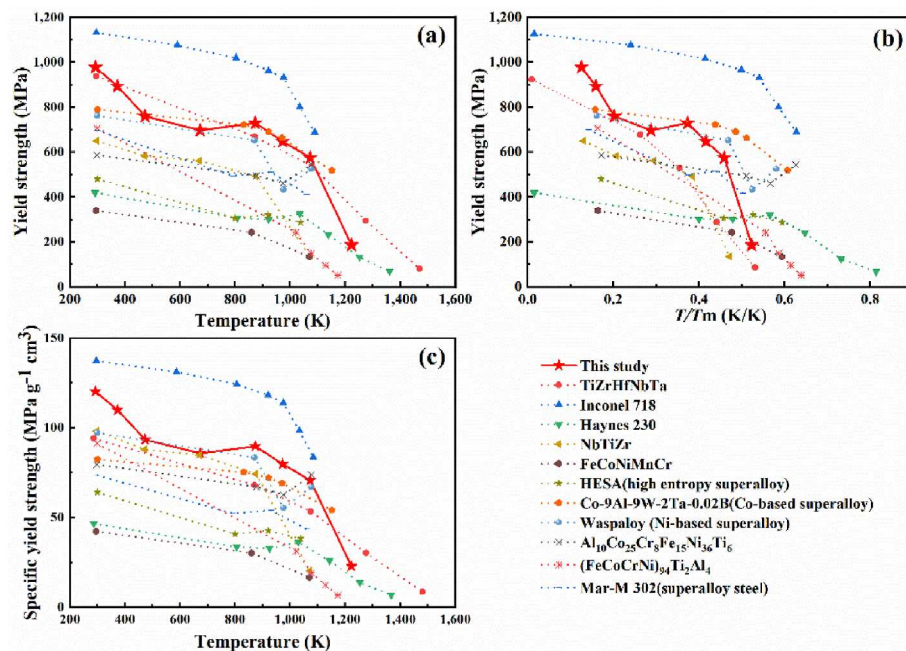 1,200
1,000
800
600
400
200
0
Yield strength (MPa)
(a)
200 400 600 800 1,000 1,200 1,400 1,600
Temperature (K)
1,200
1,000
800
600
400
200
0
Yield strength (MPa)
(b)
0.0 0.2 0.4 0.6 0.8
T/Tm (K/K)
150
100
50
0
Specific yield strength (MPa g⁻¹ cm³)
(c)
200 400 600 800 1,000 1,200 1,400 1,600
Temperature (K)
This study
TiZrHfNbTa
Inconel 718
Haynes 230
NbTiZr
FeCoNiMnCr
HESA(high entropy superalloy)
Co-9Al-9W-2Ta-0.02B(Co-based superalloy)
Waspaloy (Ni-based superalloy)
Al₁₀Co₂₅Cr₈Fe₁₅Ni₃₆Ti₆
(FeCoCrNi)₉₄Ti₂Al₄
Mar-M 302(superalloy steel)